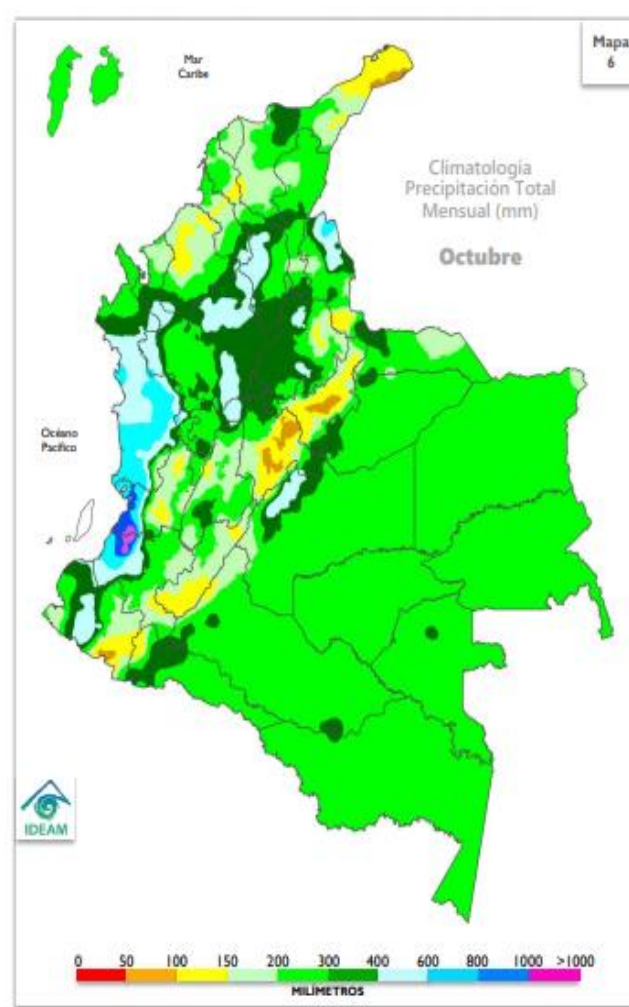 Mapa
6
Mar
Caribe
Climatología
Precipitación Total
Mensual (mm)
Octubre
Océano
Pacífico
IDEAM
0 50 100 150 200 300 400 600 800 1000 >1000
MILÍMETROS